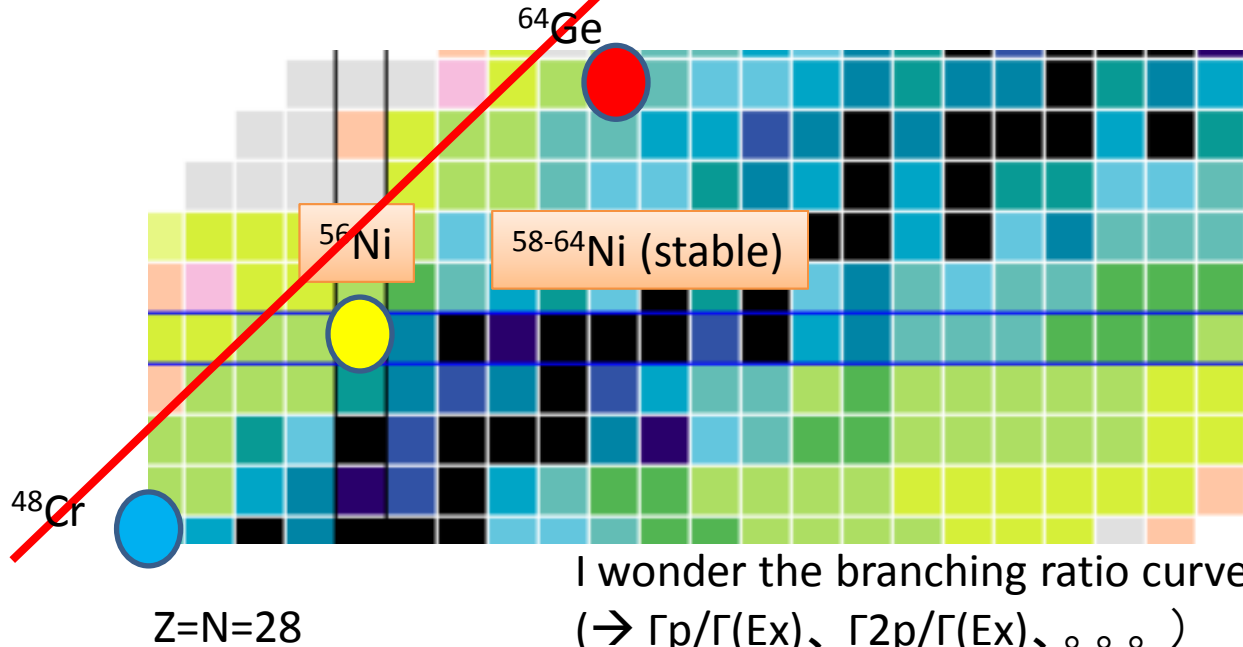 64Ge
56Ni
58-64Ni (stable)
48Cr
I wonder the branching ratio curve
Z=N=28
(→ Γp/Γ(Ex)、Γ2p/Γ(Ex)、。。。）